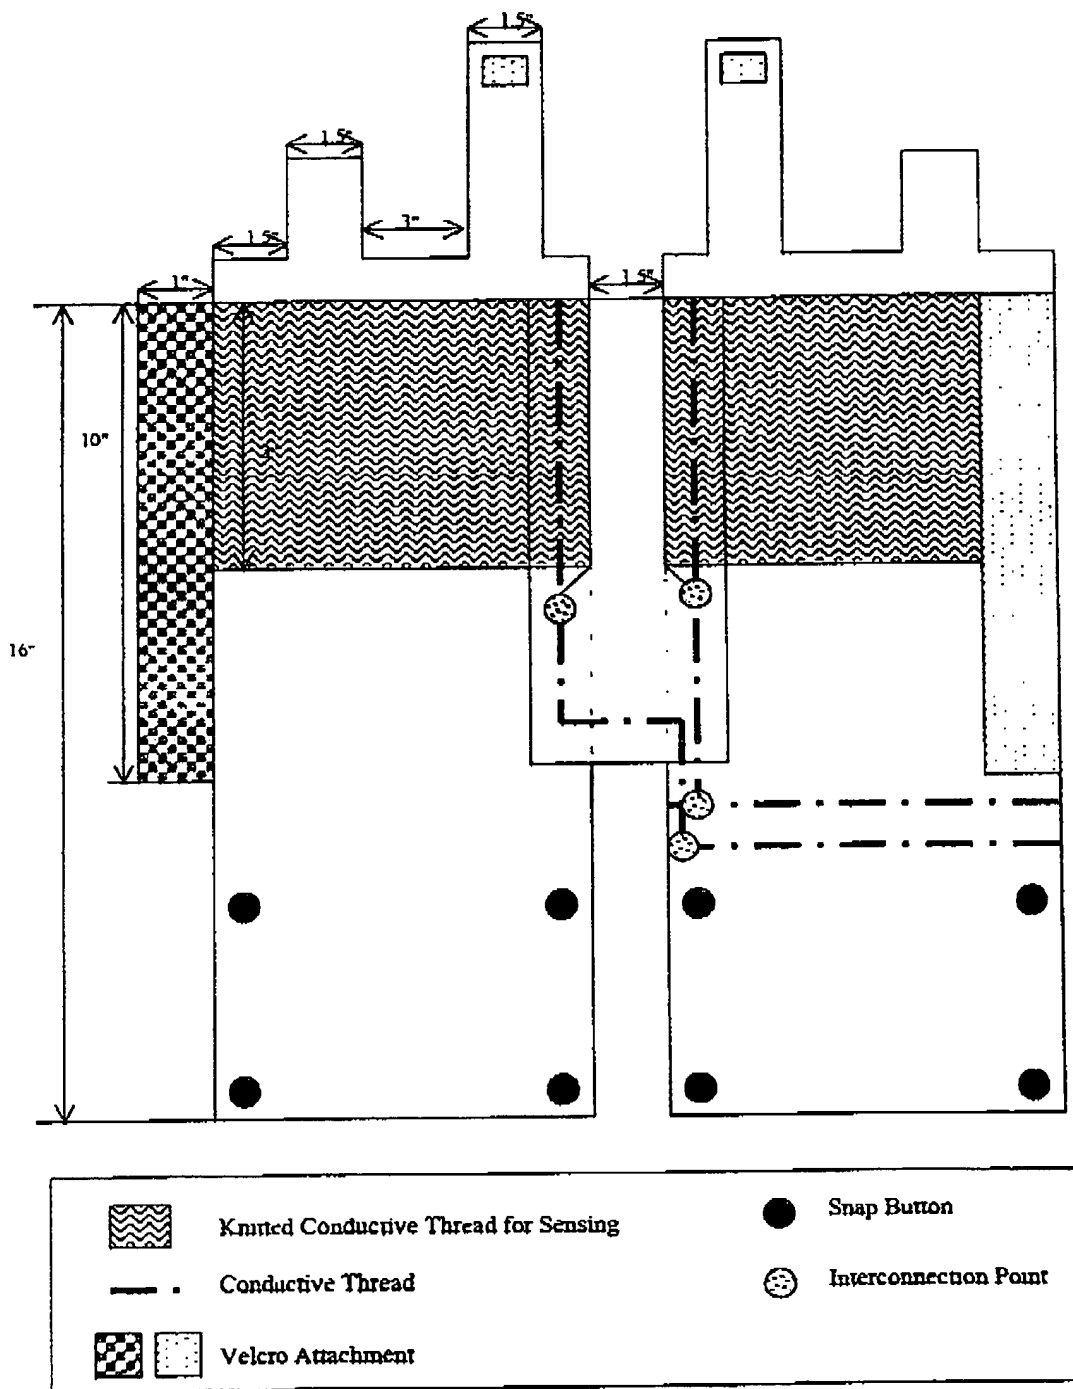 1.5"
1.5"
3"
1.5"
1.5"
1"
10"
16"
Knitted Conductive Thread for Sensing
Snap Button
Conductive Thread
Interconnection Point
Velcro Attachment